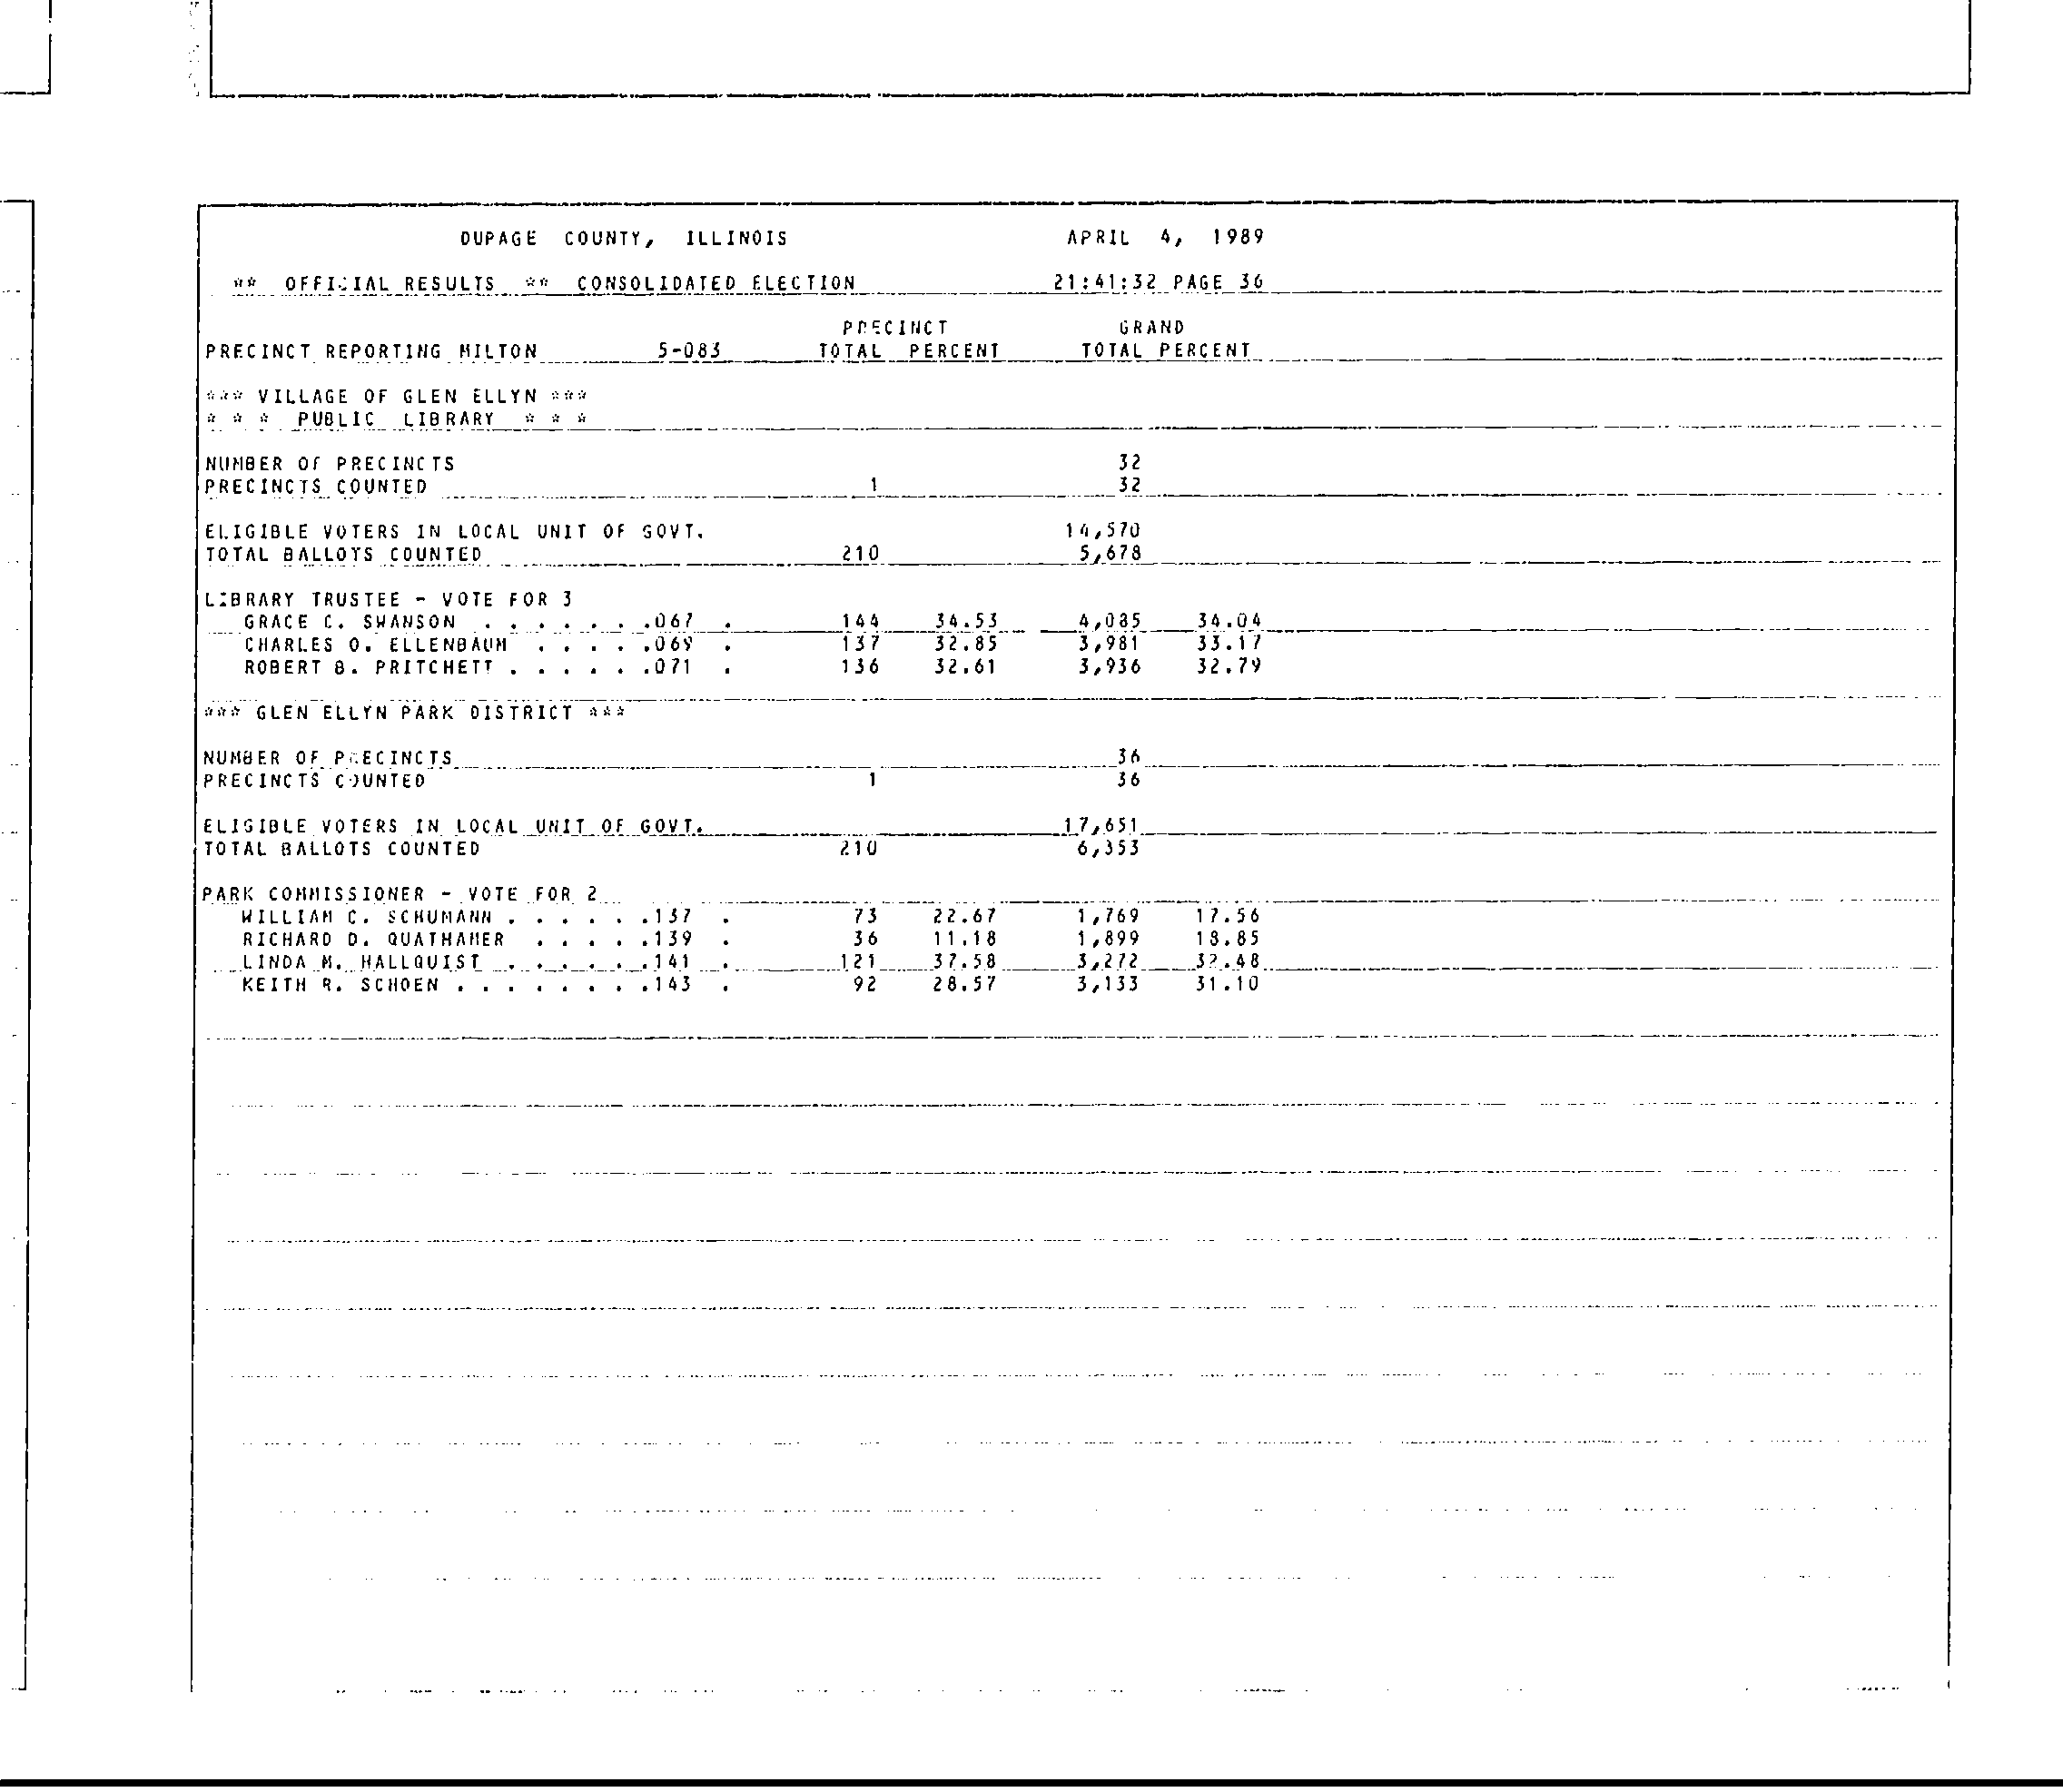 DUPAGE COUNTY, ILLINOIS APRIL 4, 1989
** OFFICIAL RESULTS ** CONSOLIDATED ELECTION 21:41:32 PAGE 36
PRECINCT GRAND
PRECINCT REPORTING MILTON 5-083 TOTAL PERCENT TOTAL PERCENT
*** VILLAGE OF GLEN ELLYN ***
* * * PUBLIC LIBRARY * * *
NUMBER OF PRECINCTS 32
PRECINCTS COUNTED 1 32
ELIGIBLE VOTERS IN LOCAL UNIT OF GOVT. 14,570
TOTAL BALLOTS COUNTED 210 5,678
LIBRARY TRUSTEE - VOTE FOR 3
GRACE C. SWANSON . . . . . . .067 . 144 34.53 4,085 34.04
CHARLES O. ELLENBAUM . . . . .069 . 137 32.85 3,981 33.17
ROBERT B. PRITCHETT . . . . . .071 . 136 32.61 3,936 32.79
*** GLEN ELLYN PARK DISTRICT ***
NUMBER OF PRECINCTS 36
PRECINCTS COUNTED 1 36
ELIGIBLE VOTERS IN LOCAL UNIT OF GOVT. 17,651
TOTAL BALLOTS COUNTED 210 6,353
PARK COMMISSIONER - VOTE FOR 2
WILLIAM C. SCHUMANN . . . . . .137 . 73 22.67 1,769 17.56
RICHARD D. QUATHAMER . . . . .139 . 36 11.18 1,899 18.85
LINDA M. HALLQUIST . . . . . .141 . 121 37.58 3,272 32.48
KEITH R. SCHOEN . . . . . . . .143 . 92 28.57 3,133 31.10